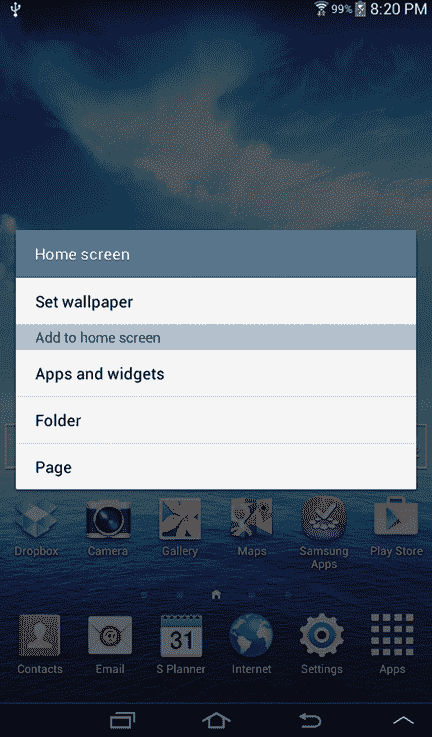 99% 8:20 PM
Home screen
Set wallpaper
Add to home screen
Apps and widgets
Folder
Page
Dropbox Camera Gallery Maps Samsung Apps Play Store
Contacts Email S Planner 31 Internet Settings Apps